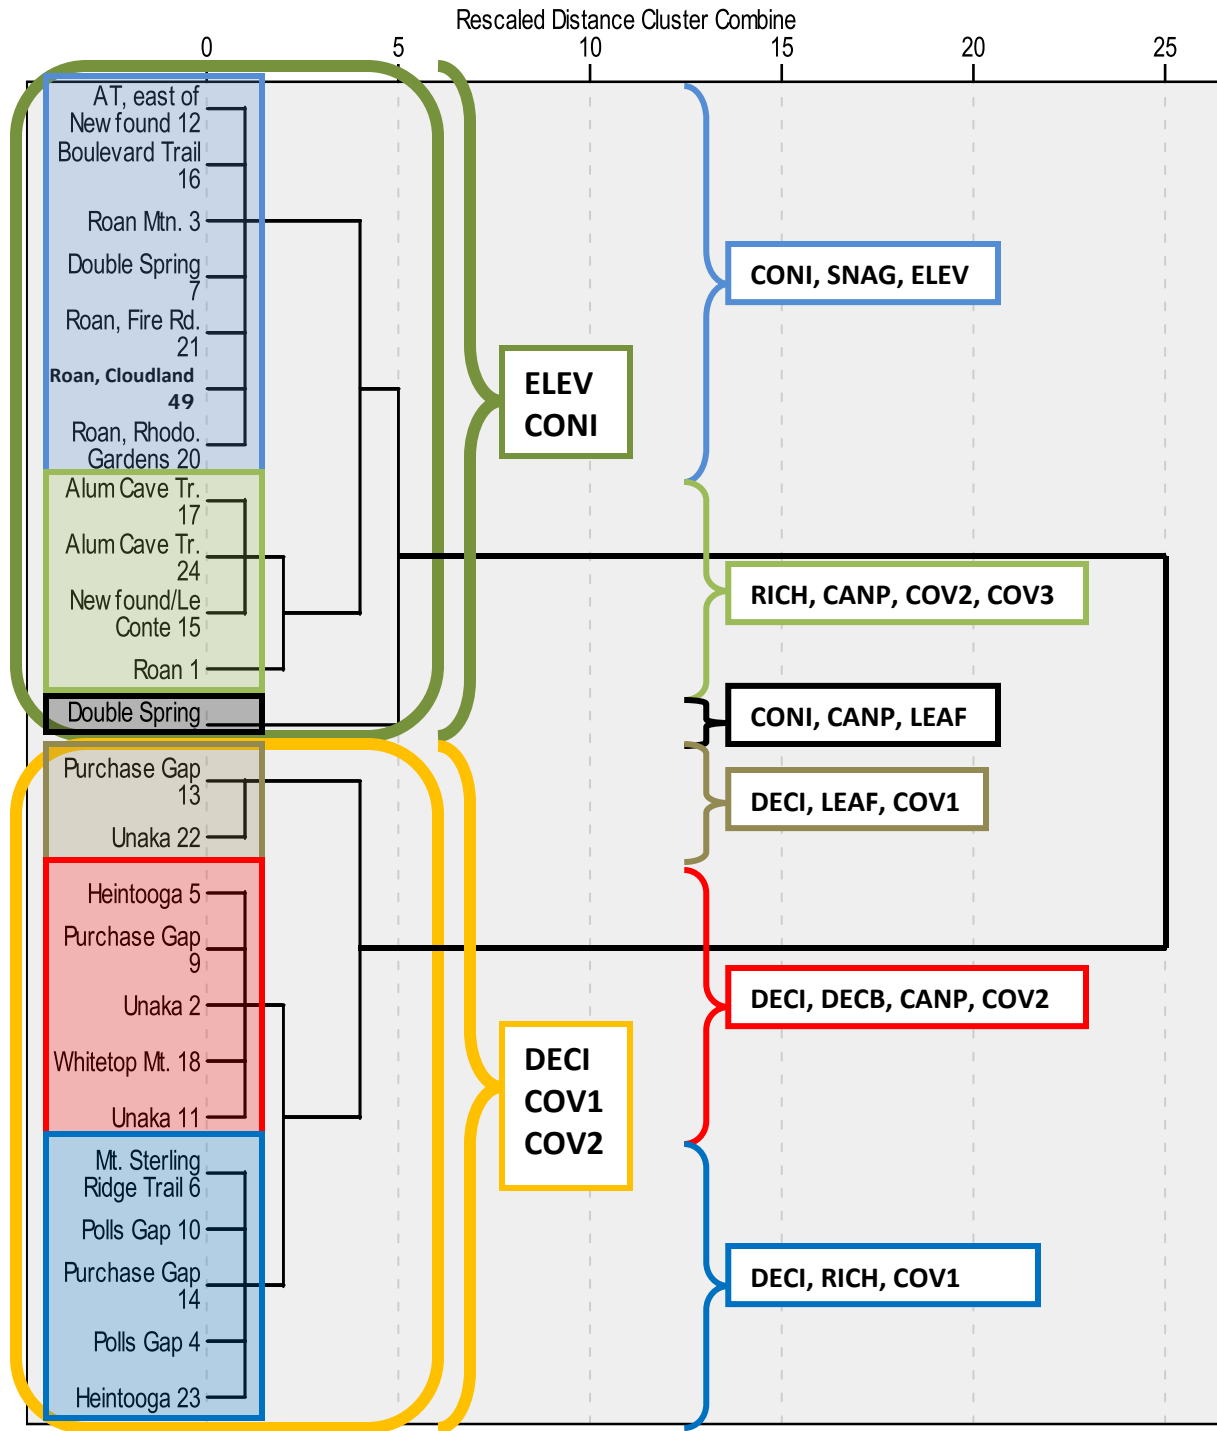 Rescaled Distance Cluster Combine
0 5 10 15 20 25
AT, east of
Newfound 12
Boulevard Trail
16
Roan Mtn. 3
Double Spring
7
Roan, Fire Rd.
21
Roan, Cloudland
49
Roan, Rhodo.
Gardens 20
Alum Cave Tr.
17
Alum Cave Tr.
24
Newfound/Le
Conte 15
Roan 1
Double Spring
Purchase Gap
13
Unaka 22
Heintooga 5
Purchase Gap
9
Unaka 2
Whitetop Mt. 18
Unaka 11
Mt. Sterling
Ridge Trail 6
Polls Gap 10
Purchase Gap
14
Polls Gap 4
Heintooga 23
ELEV
CONI
DECI
COV1
COV2
CONI, SNAG, ELEV
RICH, CANP, COV2, COV3
CONI, CANP, LEAF
DECI, LEAF, COV1
DECI, DECB, CANP, COV2
DECI, RICH, COV1